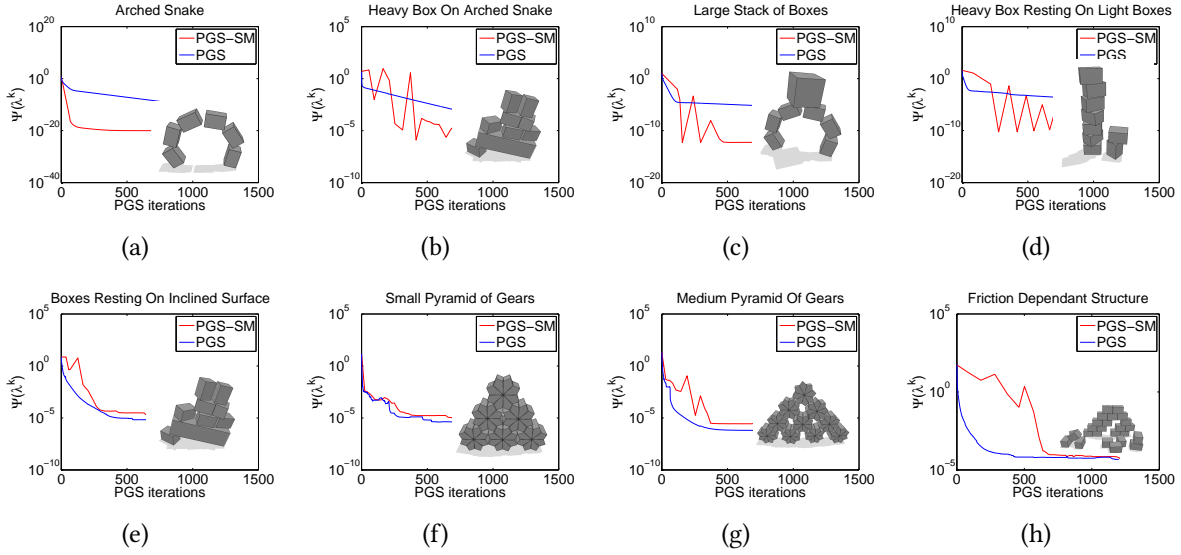 Arched Snake
10^20
10^0
10^−20
10^−40
Ψ(λ^k)
PGS−SM
PGS
0 500 1000 1500
PGS iterations
(a)
Heavy Box On Arched Snake
10^5
10^0
10^−5
10^−10
Ψ(λ^k)
PGS−SM
PGS
0 500 1000 1500
PGS iterations
(b)
Large Stack of Boxes
10^10
10^0
10^−10
10^−20
Ψ(λ^k)
PGS−SM
PGS
0 500 1000 1500
PGS iterations
(c)
Heavy Box Resting On Light Boxes
10^10
10^0
10^−10
10^−20
Ψ(λ^k)
PGS−SM
PGS
0 500 1000 1500
PGS iterations
(d)
Boxes Resting On Inclined Surface
10^5
10^0
10^−5
10^−10
Ψ(λ^k)
PGS−SM
PGS
0 500 1000 1500
PGS iterations
(e)
Small Pyramid of Gears
10^5
10^0
10^−5
10^−10
Ψ(λ^k)
PGS−SM
PGS
0 500 1000 1500
PGS iterations
(f)
Medium Pyramid Of Gears
10^5
10^0
10^−5
10^−10
Ψ(λ^k)
PGS−SM
PGS
0 500 1000 1500
PGS iterations
(g)
Friction Dependant Structure
10^5
10^0
10^−5
Ψ(λ^k)
PGS−SM
PGS
0 500 1000 1500
PGS iterations
(h)